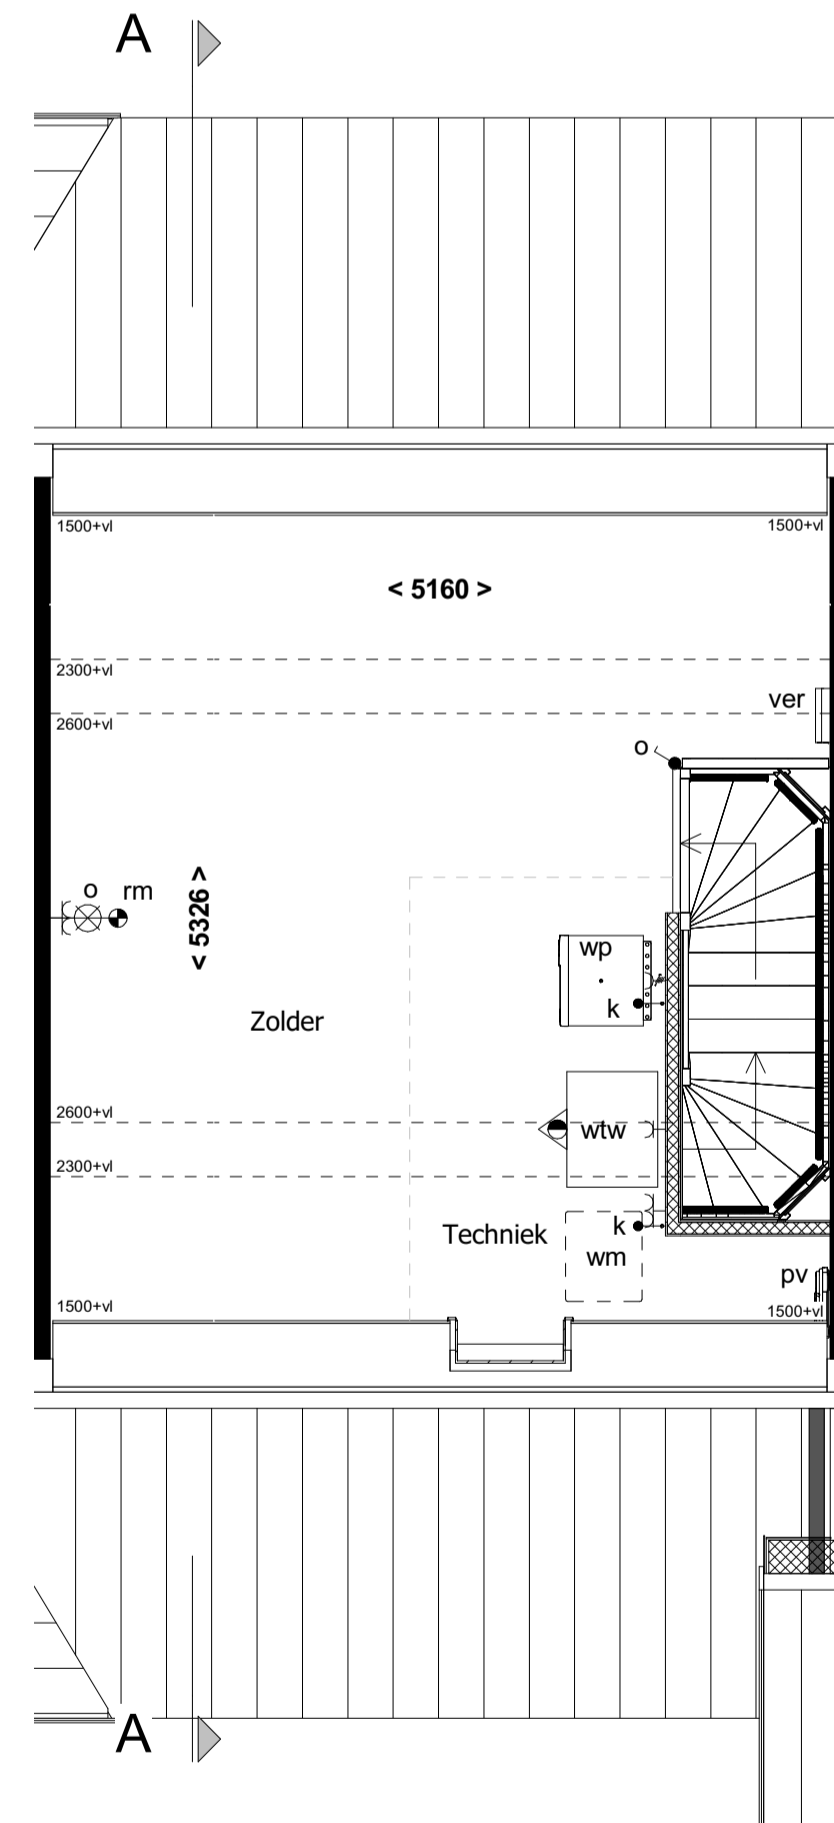 A
1500+vl 1500+vl
< 5160 >
2300+vl
ver
2600+vl
o
o rm
< 5326 >
wp
k
Zolder
2600+vl
wtw
2300+vl
k
Techniek
wm
pv
1500+vl 1500+vl
A